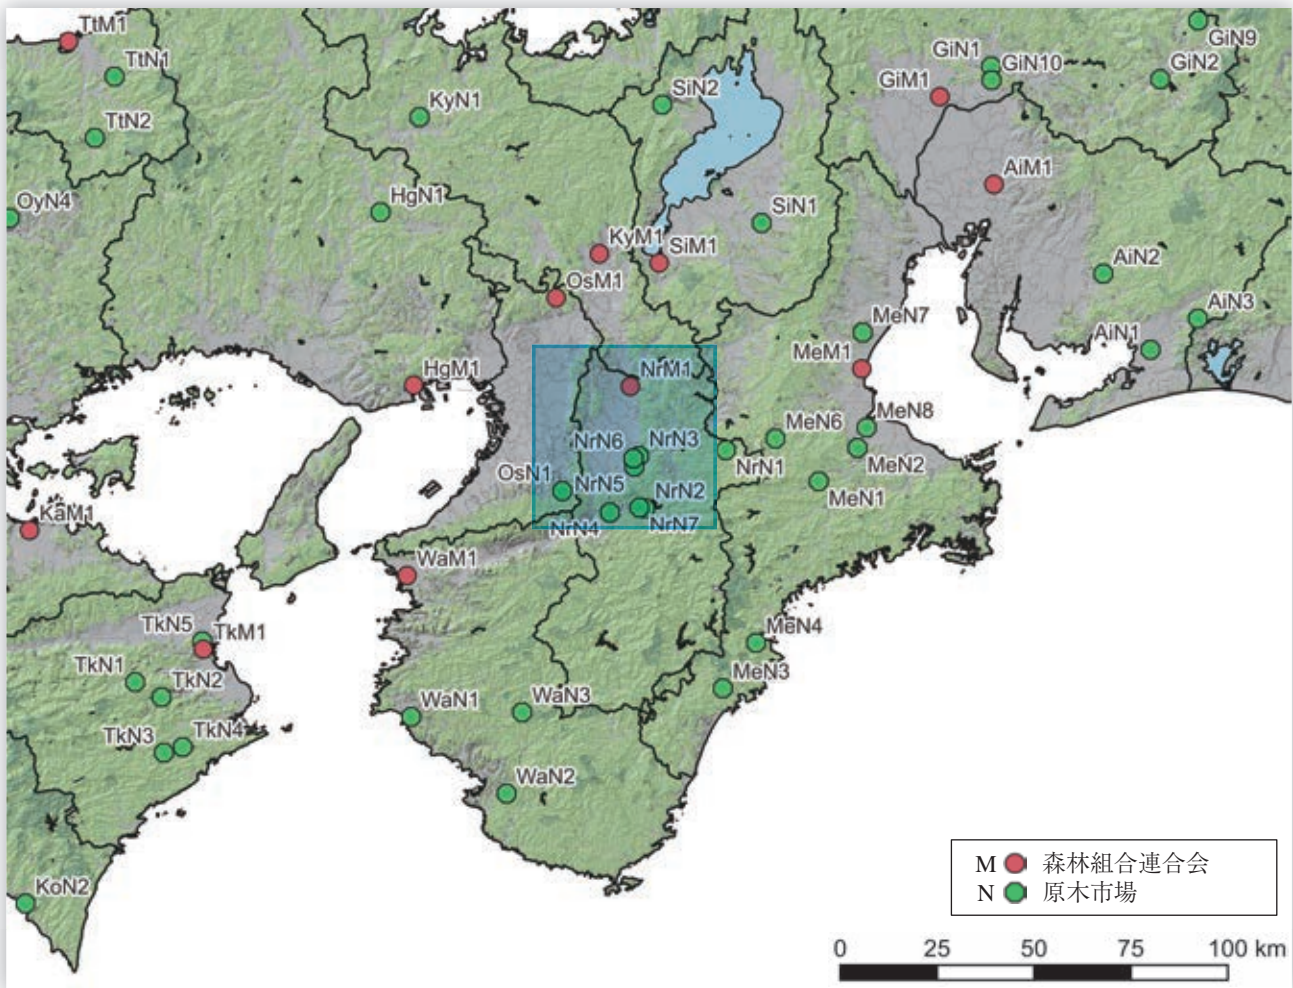 TtM1
TtN1
TtN2
OyN4
KyN1
HgN1
SiN2
SiN1
KyM1
SiM1
OsM1
HgM1
GiN1
GiN10
GiM1
GiN9
GiN2
AiM1
AiN2
AiN3
AiN1
MeN7
MeM1
MeN8
MeN6
MeN2
MeN1
NrM1
NrN6
NrN3
NrN1
OsN1
NrN5
NrN2
NrN4
NrN7
KaM1
WaM1
TkN5
TkM1
TkN1
TkN2
TkN3
TkN4
MeN4
MeN3
WaN1
WaN3
WaN2
KoN2
M 森林組合連合会
N 原木市場
0 25 50 75 100 km